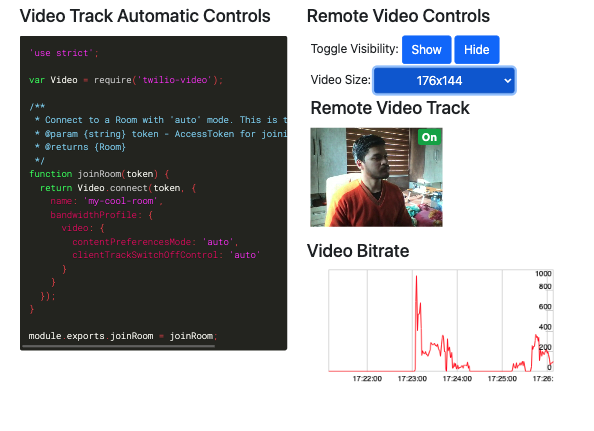 Video Track Automatic Controls
'use strict';
var Video = require('twilio-video');
/**
* Connect to a Room with 'auto' mode. This is t
* @param {string} token - AccessToken for joini
* @returns {Room}
*/
function joinRoom(token) {
return Video.connect(token, {
name: 'my-cool-room',
bandwidthProfile: {
video: {
contentPreferencesMode: 'auto',
clientTrackSwitchOffControl: 'auto'
}
}
});
}
module.exports.joinRoom = joinRoom;
Remote Video Controls
Toggle Visibility: Show Hide
Video Size: 176x144
Remote Video Track
On
Video Bitrate
1000
800
600
400
200
0
17:22:00 17:23:00 17:24:00 17:25:00 17:26: